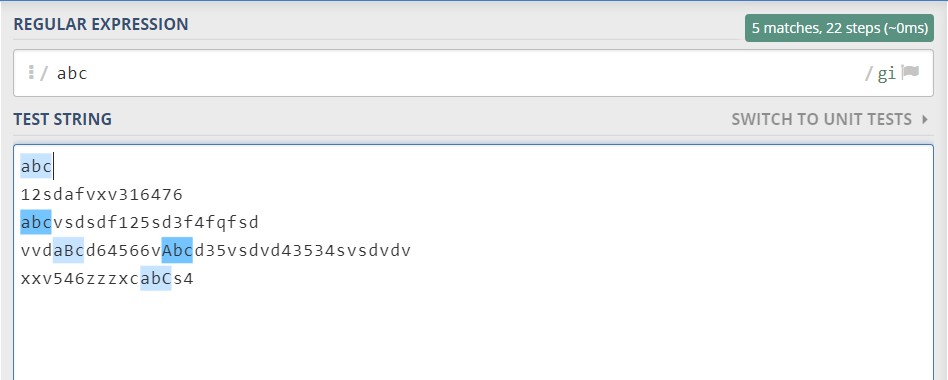 REGULAR EXPRESSION
5 matches, 22 steps (~0ms)
/ abc / gi
TEST STRING
SWITCH TO UNIT TESTS
abc
12sdafvxv316476
abcvsdsdf125sd3f4fqfsd
vvdaBcd64566vAbcd35vsdvd43534svsdvdv
xxv546zzzxcabCs4